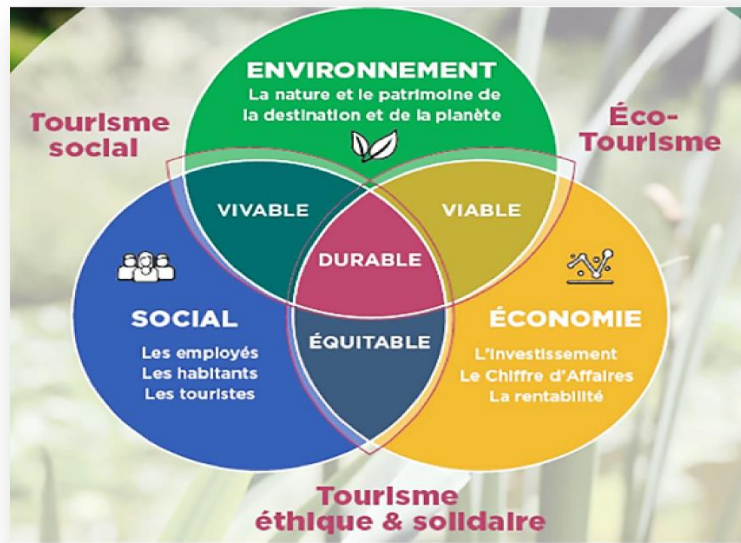 ENVIRONNEMENT
La nature et le patrimoine de
la destination et de la planète
Tourisme
social
Éco-
Tourisme
VIVABLE
VIABLE
DURABLE
SOCIAL
Les employés
Les habitants
Les touristes
ÉQUITABLE
ÉCONOMIE
L'Investissement
Le Chiffre d'Affaires
La rentabilité
Tourisme
éthique & solidaire